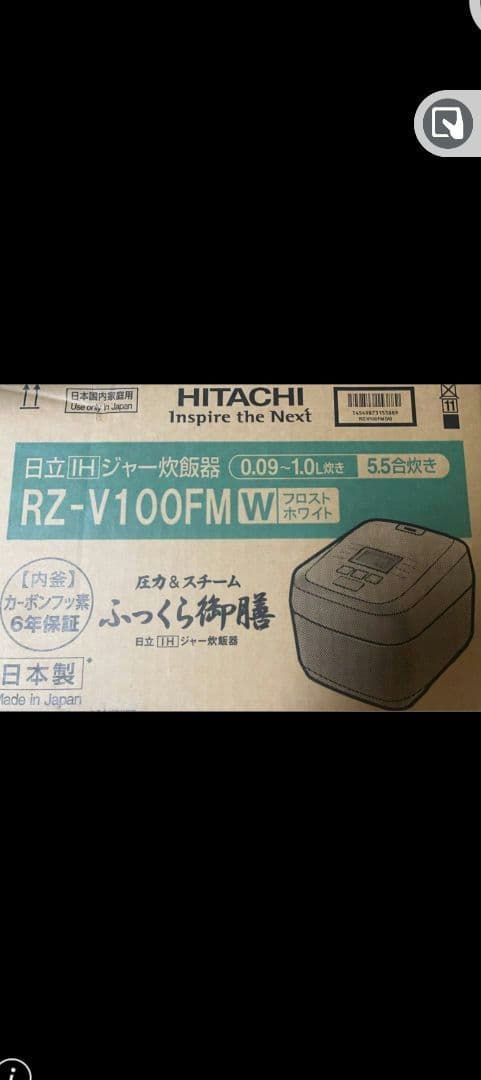 日本国内家庭用
Use only in Japan
HITACHI
Inspire the Next
日立IHジャー炊飯器 0.09~1.0L炊き 5.5合炊き
RZ-V100FM W フロスト
ホワイト
【内釜】
カーボンフッ素
6年保証
圧力&スチーム
ふっくら御膳
日立IHジャー炊飯器
日本製
Made in Japan